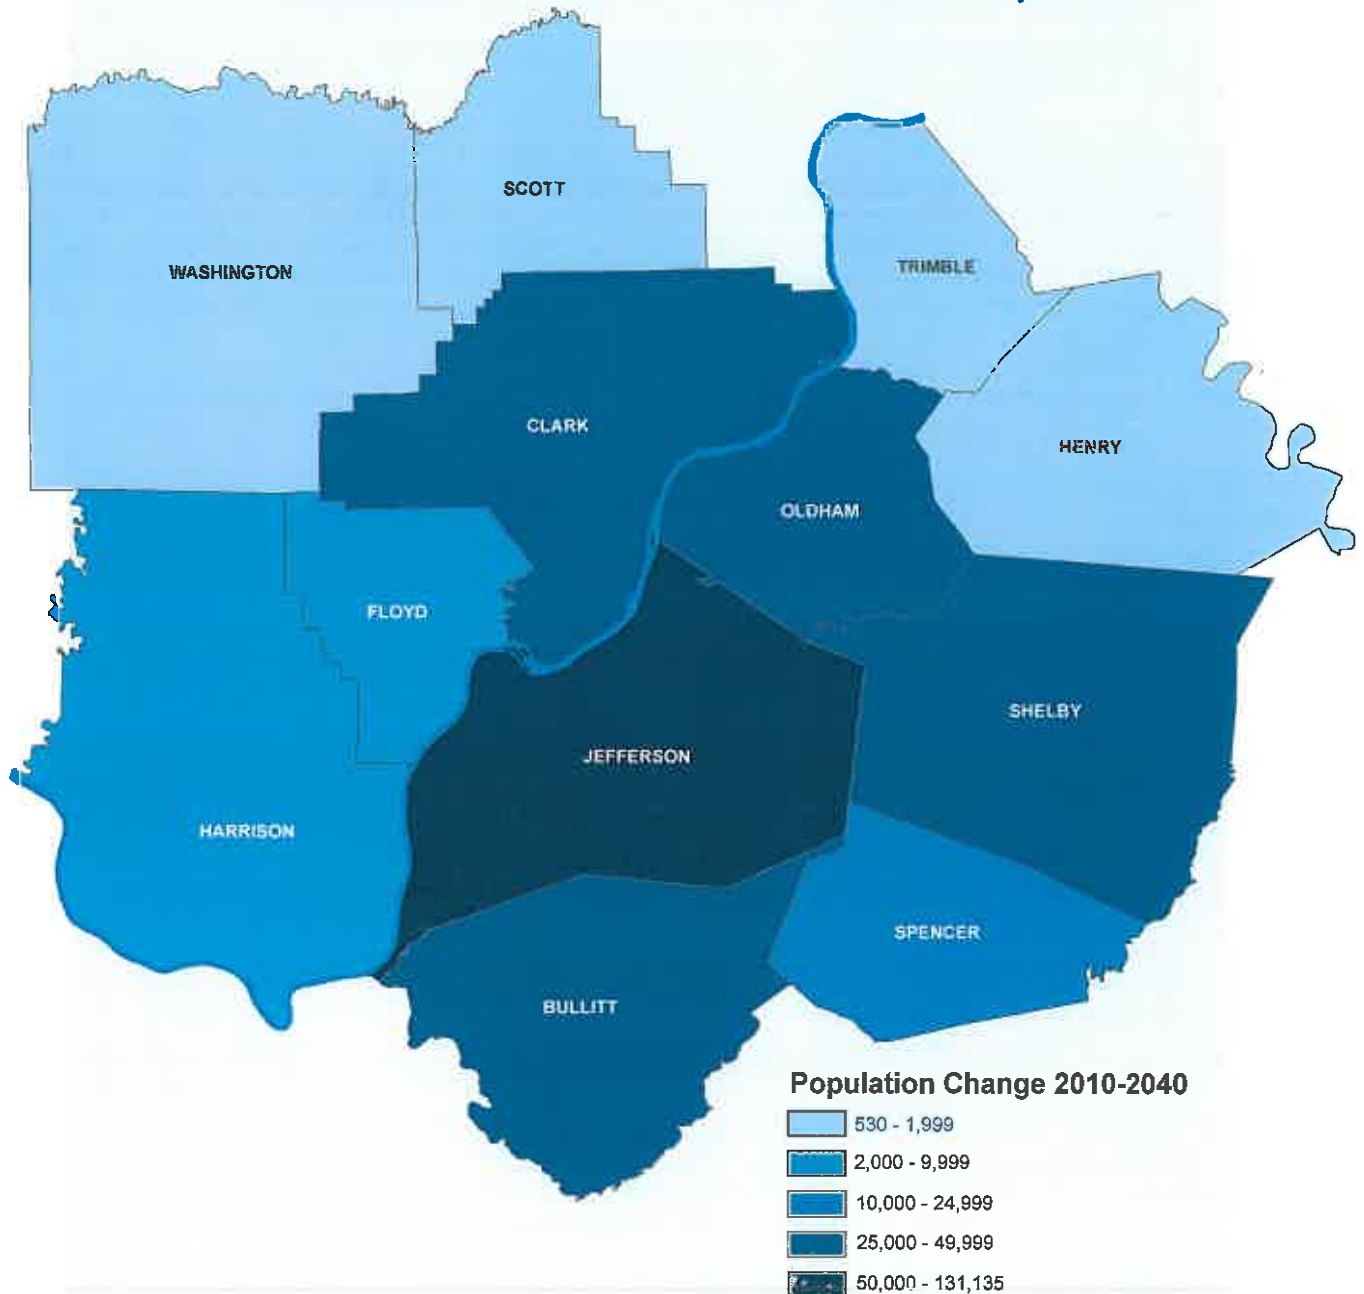 SCOTT
WASHINGTON
TRIMBLE
CLARK
HENRY
OLDHAM
FLOYD
SHELBY
JEFFERSON
HARRISON
SPENCER
BULLITT
Population Change 2010-2040
530 - 1,999
2,000 - 9,999
10,000 - 24,999
25,000 - 49,999
50,000 - 131,135